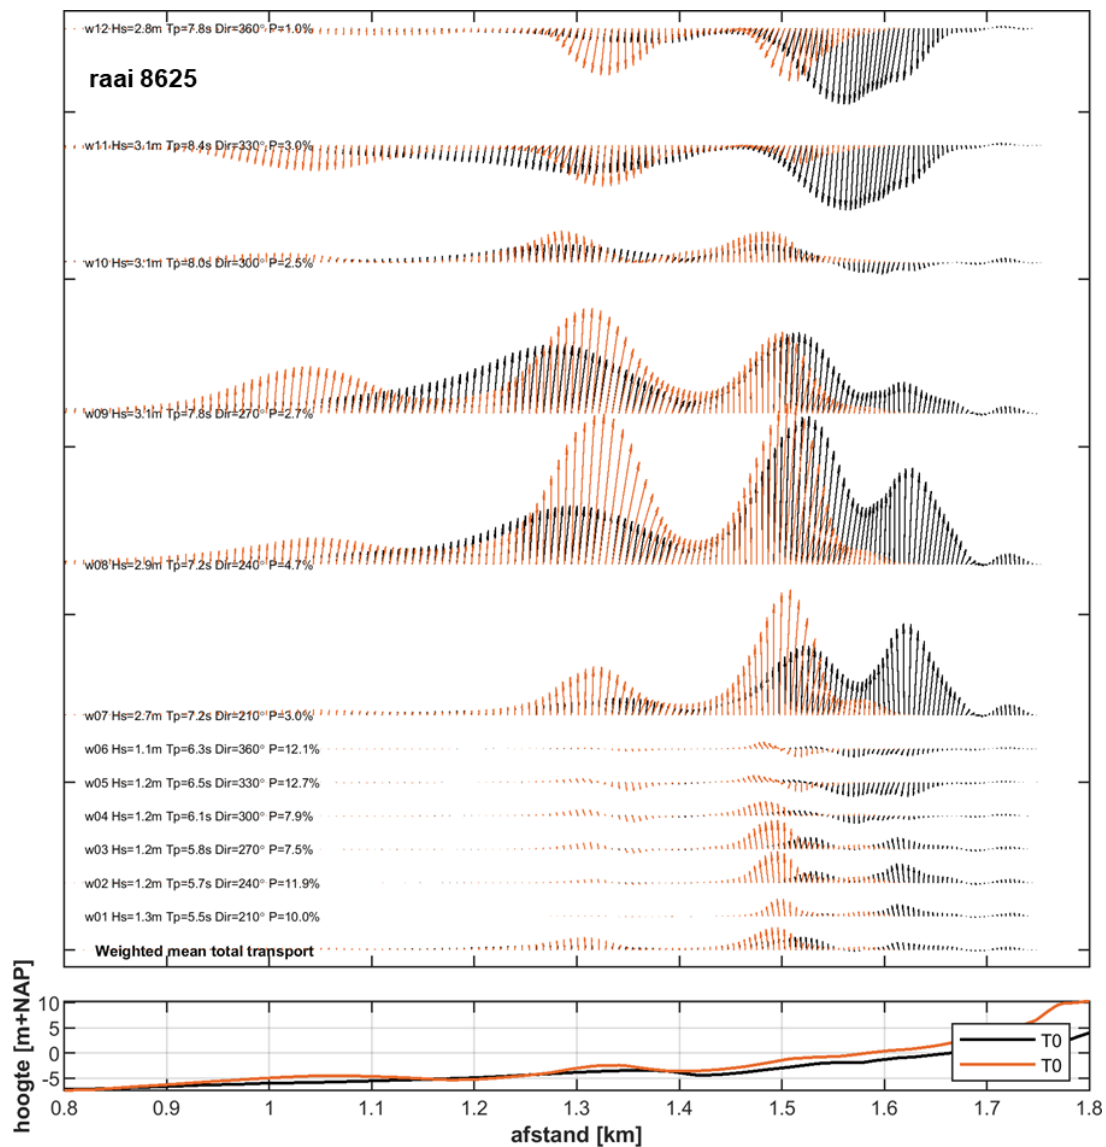 w12 Hs=2.8m Tp=7.8s Dir=360° P=1.0%
raai 8625
w11 Hs=3.1m Tp=8.4s Dir=330° P=3.0%
w10 Hs=3.1m Tp=8.0s Dir=300° P=2.5%
w09 Hs=3.1m Tp=7.8s Dir=270° P=2.7%
w08 Hs=2.9m Tp=7.2s Dir=240° P=4.7%
w07 Hs=2.7m Tp=7.2s Dir=210° P=3.0%
w06 Hs=1.1m Tp=6.3s Dir=360° P=12.1%
w05 Hs=1.2m Tp=6.5s Dir=330° P=12.7%
w04 Hs=1.2m Tp=6.1s Dir=300° P=7.9%
w03 Hs=1.2m Tp=5.8s Dir=270° P=7.5%
w02 Hs=1.2m Tp=5.7s Dir=240° P=11.9%
w01 Hs=1.3m Tp=5.5s Dir=210° P=10.0%
Weighted mean total transport
hoogte [m+NAP]
10
5
0
-5
T0
T0
0.8 0.9 1 1.1 1.2 1.3 1.4 1.5 1.6 1.7 1.8
afstand [km]